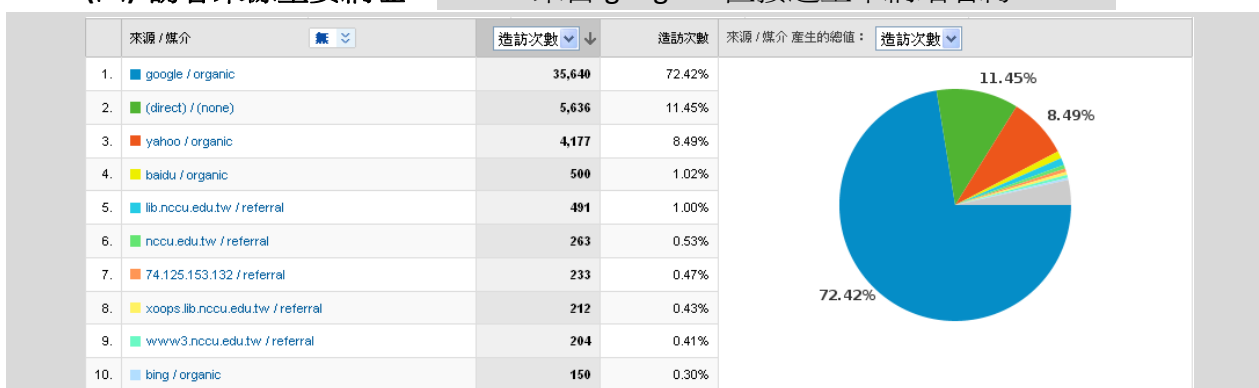 來源 / 媒介 無 造訪次數 造訪次數 來源 / 媒介 產生的總值： 造訪次數
1. google / organic 35,640 72.42%
2. (direct) / (none) 5,636 11.45%
3. yahoo / organic 4,177 8.49%
4. baidu / organic 500 1.02%
5. lib.nccu.edu.tw / referral 491 1.00%
6. nccu.edu.tw / referral 263 0.53%
7. 74.125.153.132 / referral 233 0.47%
8. xoops.lib.nccu.edu.tw / referral 212 0.43%
9. www3.nccu.edu.tw / referral 204 0.41%
10. bing / organic 150 0.30%
11.45%
8.49%
72.42%